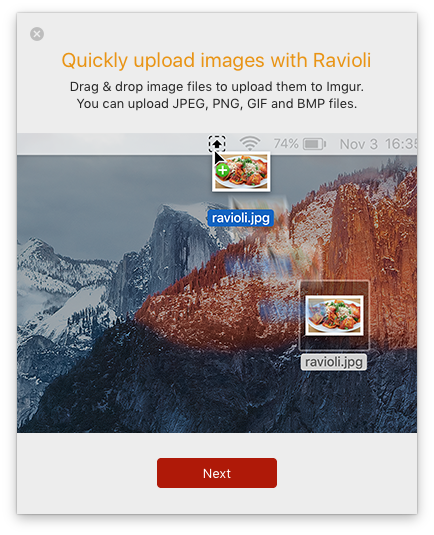 Quickly upload images with Ravioli
Drag & drop image files to upload them to Imgur.
You can upload JPEG, PNG, GIF and BMP files.
74% Nov 3 16:35
ravioli.jpg
ravioli.jpg
Next